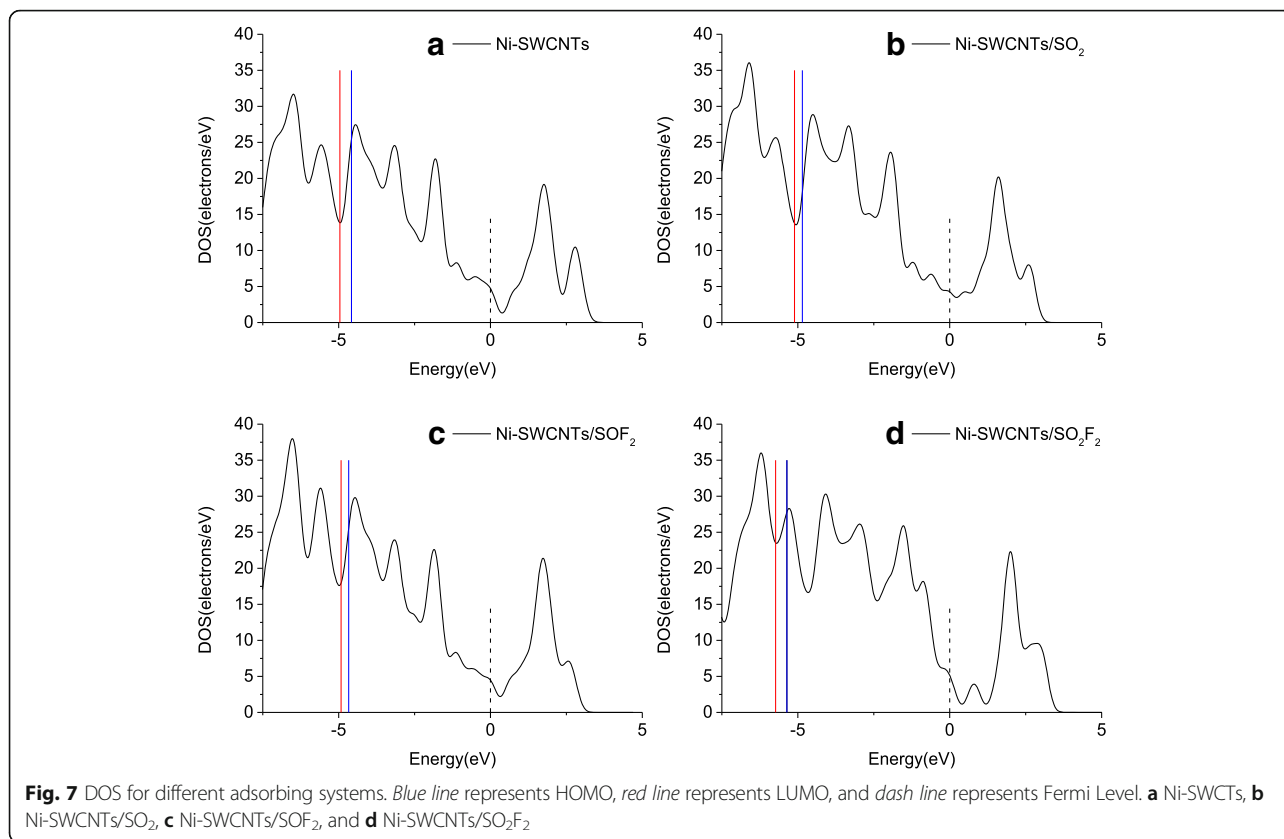 a — Ni-SWCNTs
DOS(electrons/eV)
40
35
30
25
20
15
10
5
0
-5 0 5
Energy(eV)
b — Ni-SWCNTs/SO₂
DOS(electrons/eV)
40
35
30
25
20
15
10
5
0
-5 0 5
Energy(eV)
c — Ni-SWCNTs/SOF₂
DOS(electrons/eV)
40
35
30
25
20
15
10
5
0
-5 0 5
Energy(eV)
d — Ni-SWCNTs/SO₂F₂
DOS(electrons/eV)
40
35
30
25
20
15
10
5
0
-5 0 5
Energy(eV)
Fig. 7 DOS for different adsorbing systems. Blue line represents HOMO, red line represents LUMO, and dash line represents Fermi Level. a Ni-SWCTs, b
Ni-SWCNTs/SO₂, c Ni-SWCNTs/SOF₂, and d Ni-SWCNTs/SO₂F₂